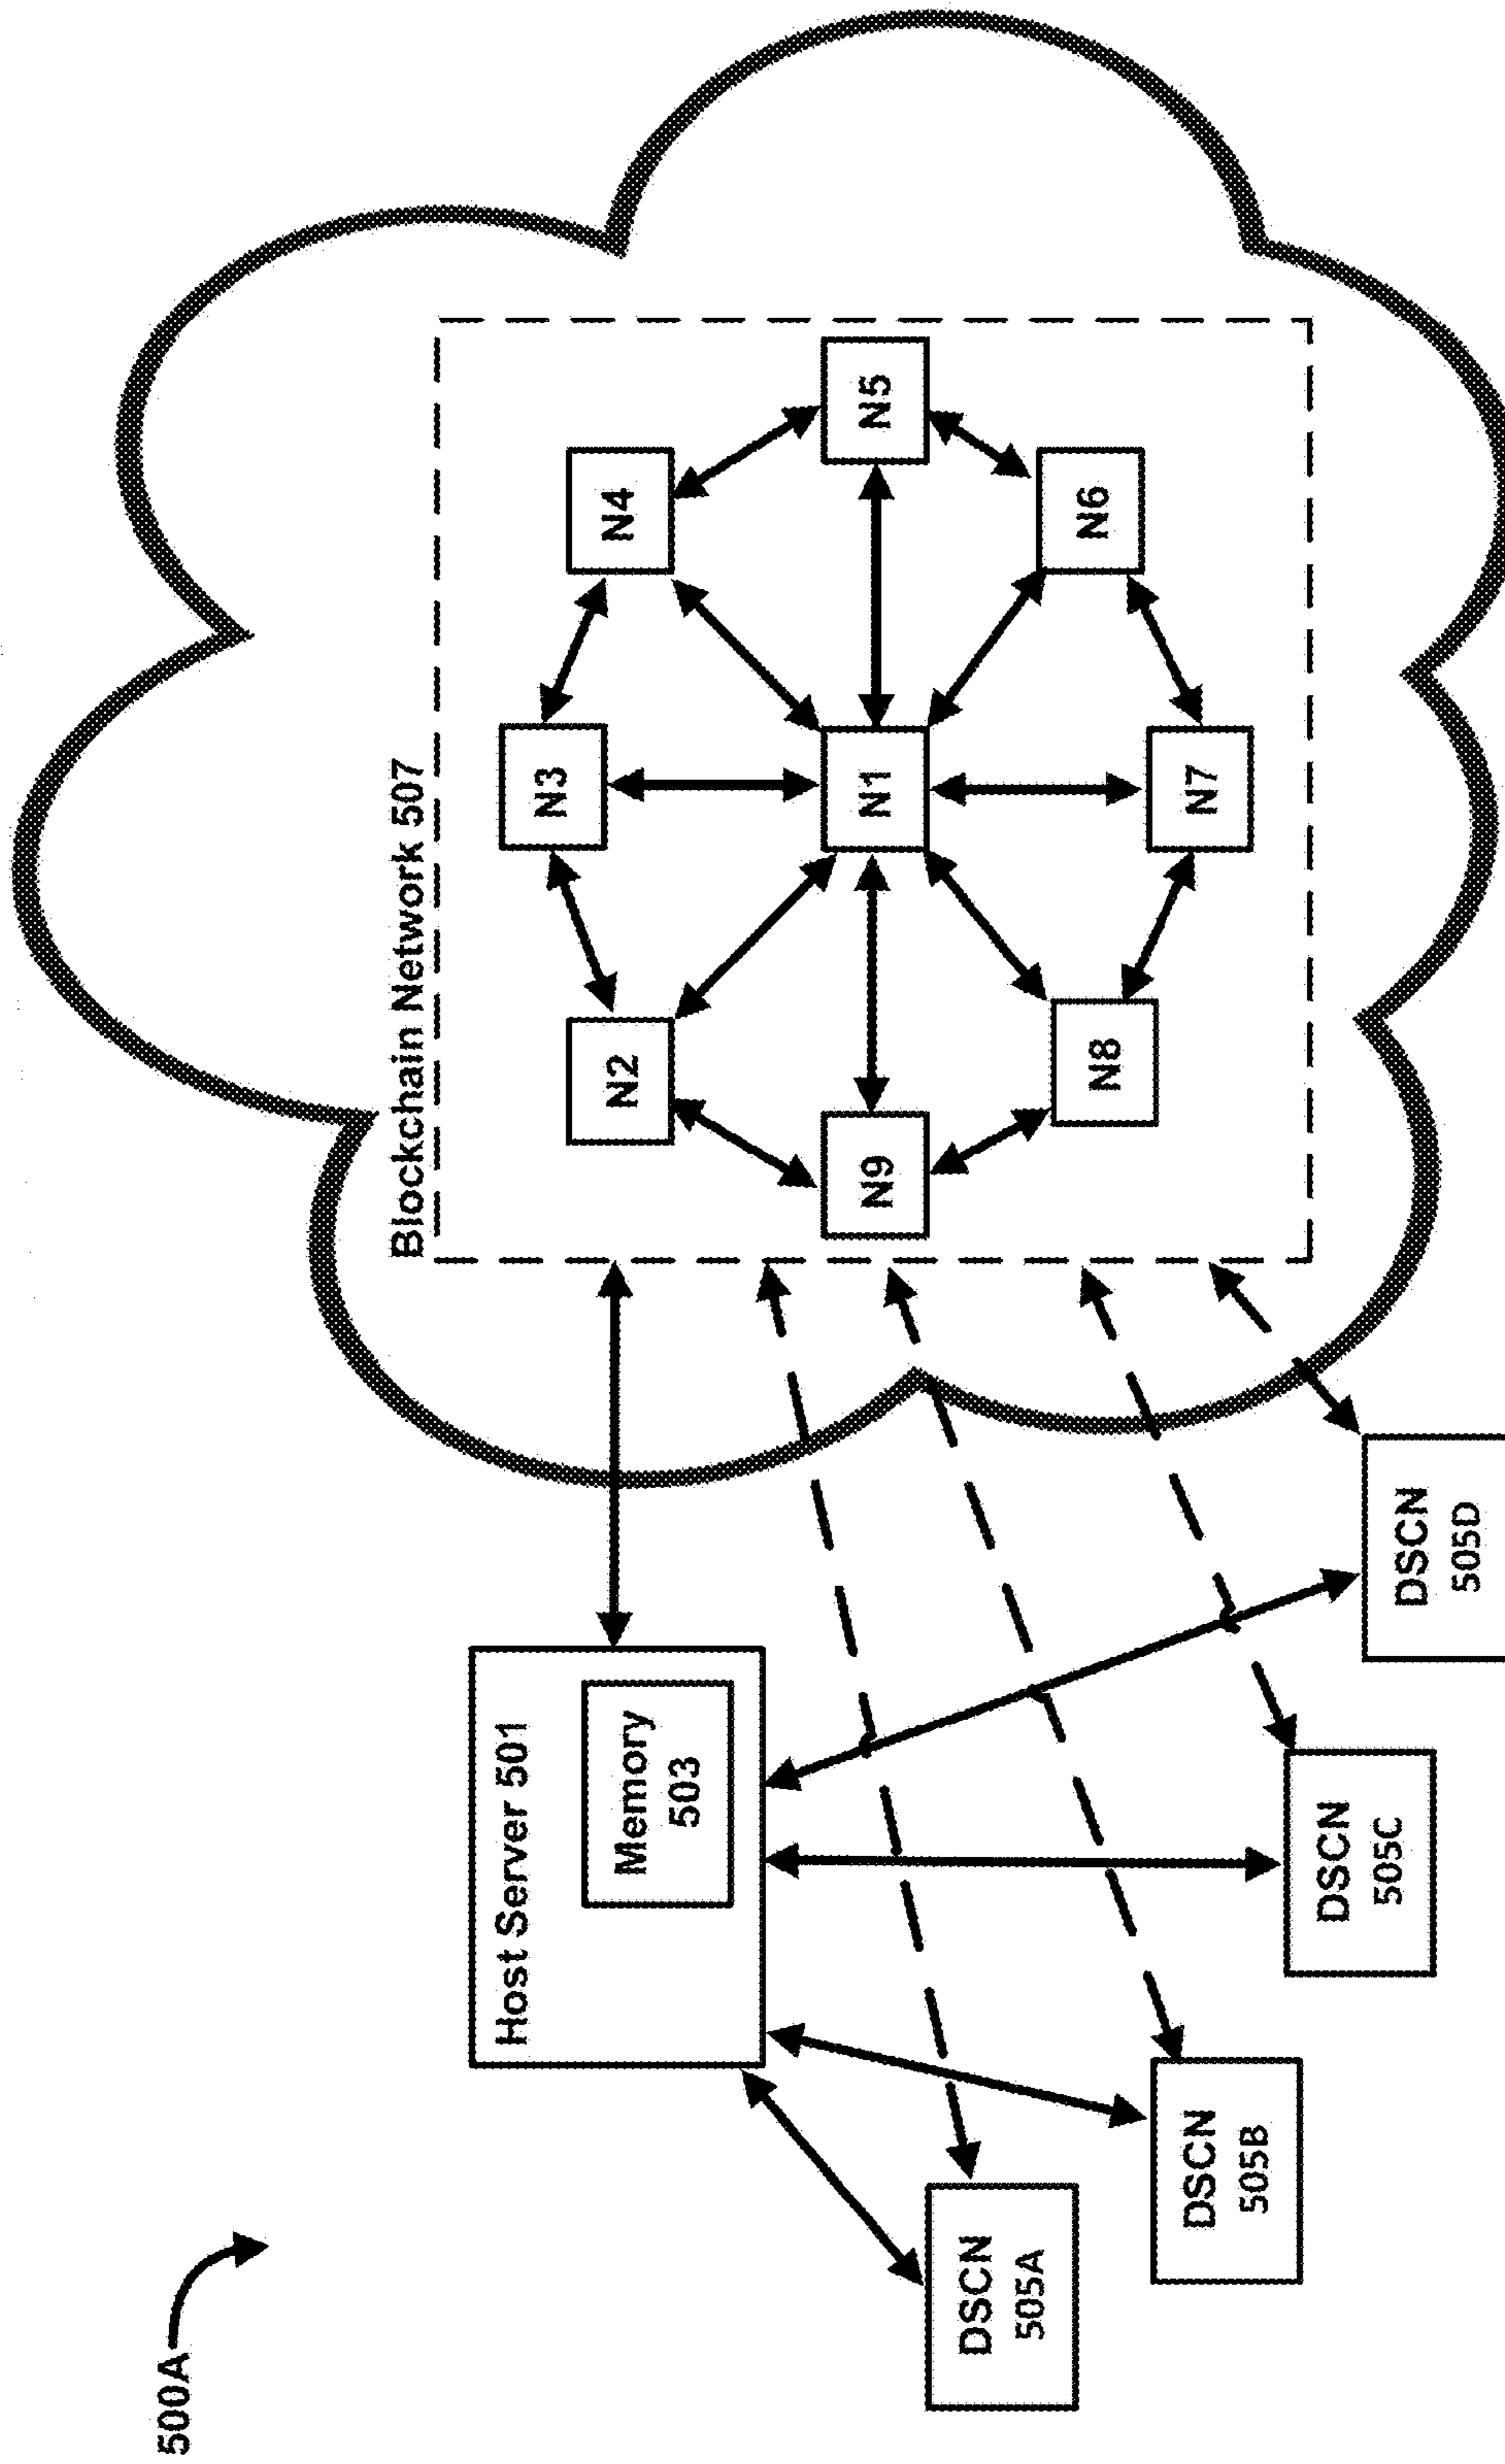 500A
Blockchain Network 507
N4
N5
N6
N3
N1
N7
N2
N9
N8
Host Server 501
Memory
503
DSCN
505A
DSCN
505B
DSCN
505C
DSCN
505D